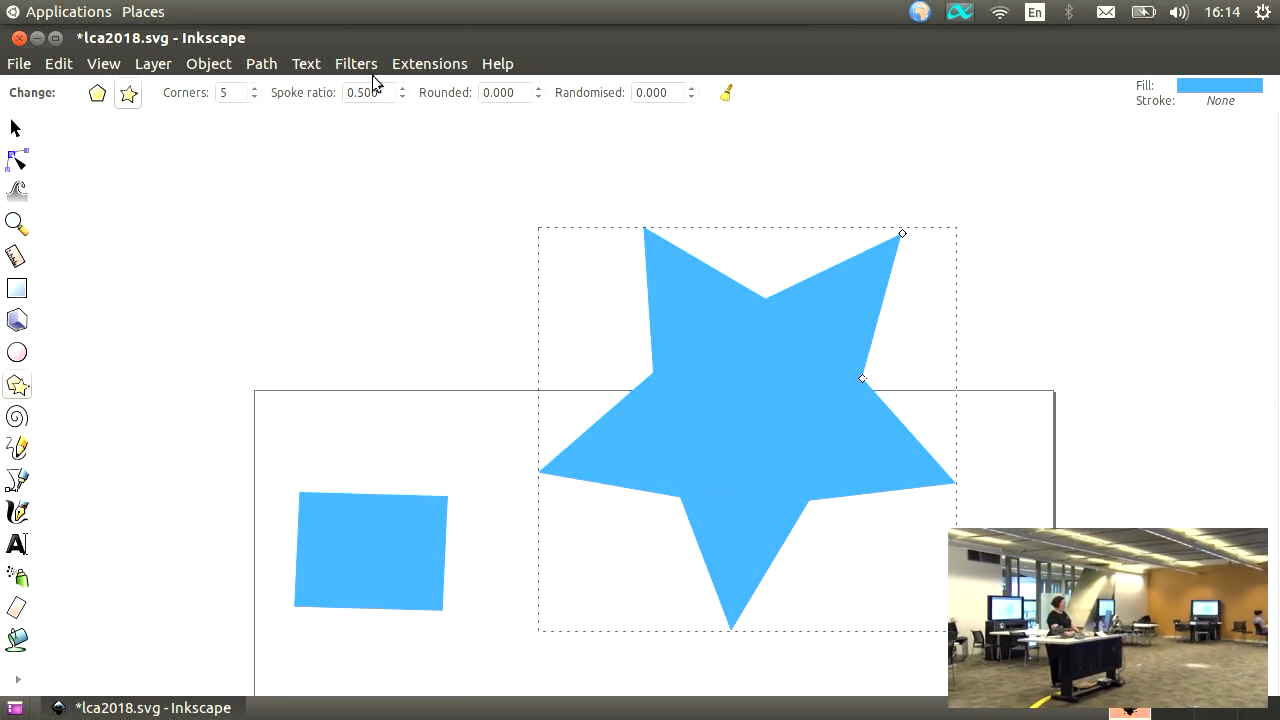 Applications Places En 16:14
*lca2018.svg - Inkscape
File Edit View Layer Object Path Text Filters Extensions Help
Change: Corners: 5 Spoke ratio: 0.500 Rounded: 0.000 Randomised: 0.000 Fill:
Stroke: None
*lca2018.svg - Inkscape